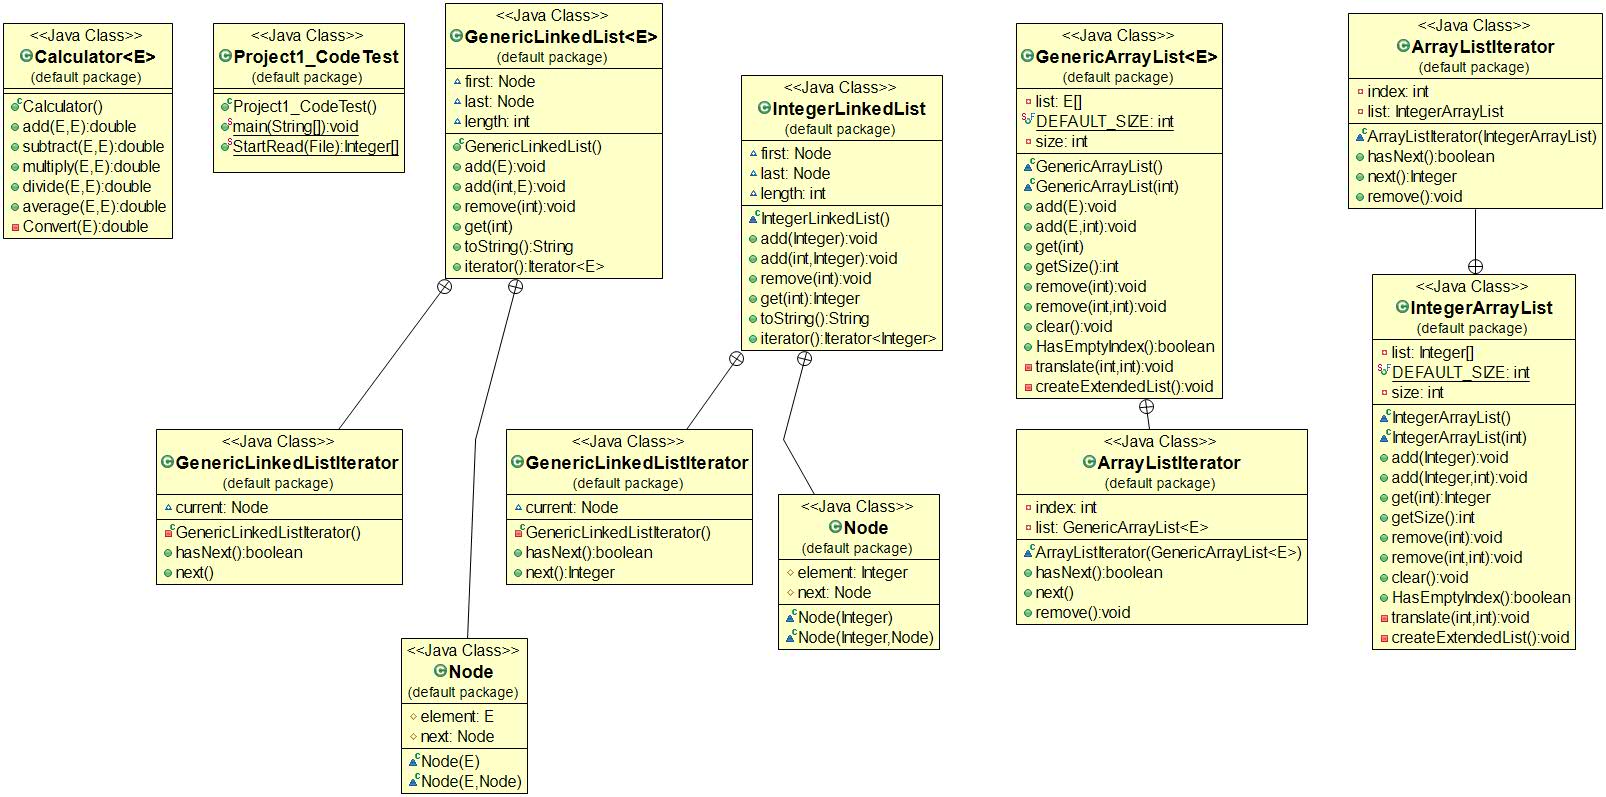 <<Java Class>>
Calculator<E>
(default package)
Calculator()
add(E,E):double
subtract(E,E):double
multiply(E,E):double
divide(E,E):double
average(E,E):double
Convert(E):double
<<Java Class>>
Project1_CodeTest
(default package)
Project1_CodeTest()
main(String[]):void
StartRead(File):Integer[]
<<Java Class>>
GenericLinkedList<E>
(default package)
first: Node
last: Node
length: int
GenericLinkedList()
add(E):void
add(int,E):void
remove(int):void
get(int)
toString():String
iterator():Iterator<E>
<<Java Class>>
IntegerLinkedList
(default package)
first: Node
last: Node
length: int
IntegerLinkedList()
add(Integer):void
add(int,Integer):void
remove(int):void
get(int):Integer
toString():String
iterator():Iterator<Integer>
<<Java Class>>
GenericArrayList<E>
(default package)
list: E[]
DEFAULT_SIZE: int
size: int
GenericArrayList()
GenericArrayList(int)
add(E):void
add(E,int):void
get(int)
getSize():int
remove(int):void
remove(int,int):void
clear():void
HasEmptyIndex():boolean
translate(int,int):void
createExtendedList():void
<<Java Class>>
ArrayListIterator
(default package)
index: int
list: IntegerArrayList
ArrayListIterator(IntegerArrayList)
hasNext():boolean
next():Integer
remove():void
<<Java Class>>
IntegerArrayList
(default package)
list: Integer[]
DEFAULT_SIZE: int
size: int
IntegerArrayList()
IntegerArrayList(int)
add(Integer):void
add(Integer,int):void
get(int):Integer
getSize():int
remove(int):void
remove(int,int):void
clear():void
HasEmptyIndex():boolean
translate(int,int):void
createExtendedList():void
<<Java Class>>
GenericLinkedListIterator
(default package)
current: Node
GenericLinkedListIterator()
hasNext():boolean
next()
<<Java Class>>
GenericLinkedListIterator
(default package)
current: Node
GenericLinkedListIterator()
hasNext():boolean
next():Integer
<<Java Class>>
Node
(default package)
element: Integer
next: Node
Node(Integer)
Node(Integer,Node)
<<Java Class>>
ArrayListIterator
(default package)
index: int
list: GenericArrayList<E>
ArrayListIterator(GenericArrayList<E>)
hasNext():boolean
next()
remove():void
<<Java Class>>
Node
(default package)
element: E
next: Node
Node(E)
Node(E,Node)